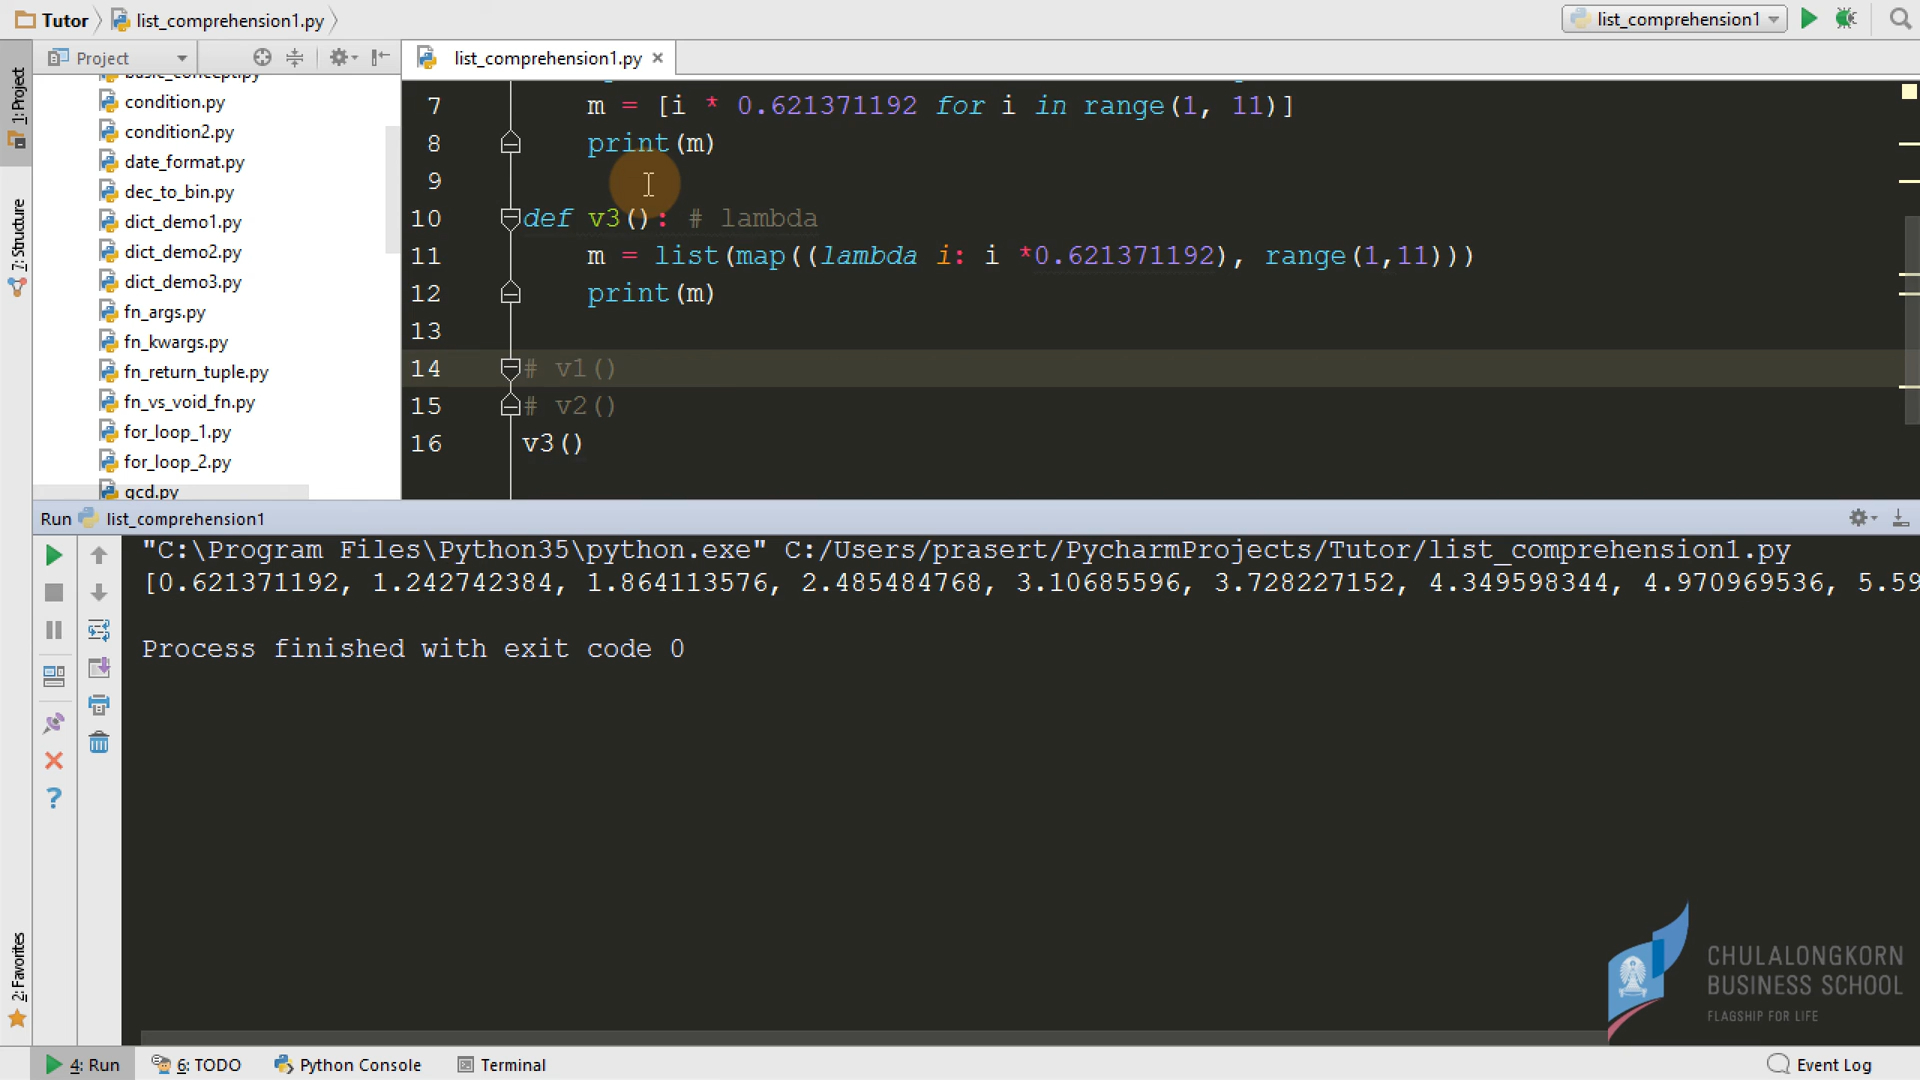 Tutor list_comprehension1.py list_comprehension1
1: Project
7: Structure
2: Favorites
Project
list_comprehension1.py
basic_concept.py
condition.py
condition2.py
date_format.py
dec_to_bin.py
dict_demo1.py
dict_demo2.py
dict_demo3.py
fn_args.py
fn_kwargs.py
fn_return_tuple.py
fn_vs_void_fn.py
for_loop_1.py
for_loop_2.py
gcd.py
7 m = [i * 0.621371192 for i in range(1, 11)]
8 print(m)
9
10 def v3(): # lambda
11 m = list(map((lambda i: i *0.621371192), range(1,11)))
12 print(m)
13
14 # v1()
15 # v2()
16 v3()
Run list_comprehension1
"C:\Program Files\Python35\python.exe" C:/Users/prasert/PycharmProjects/Tutor/list_comprehension1.py
[0.621371192, 1.242742384, 1.864113576, 2.485484768, 3.10685596, 3.728227152, 4.349598344, 4.970969536, 5.59
Process finished with exit code 0
CHULALONGKORN
BUSINESS SCHOOL
FLAGSHIP FOR LIFE
4: Run 6: TODO Python Console Terminal Event Log